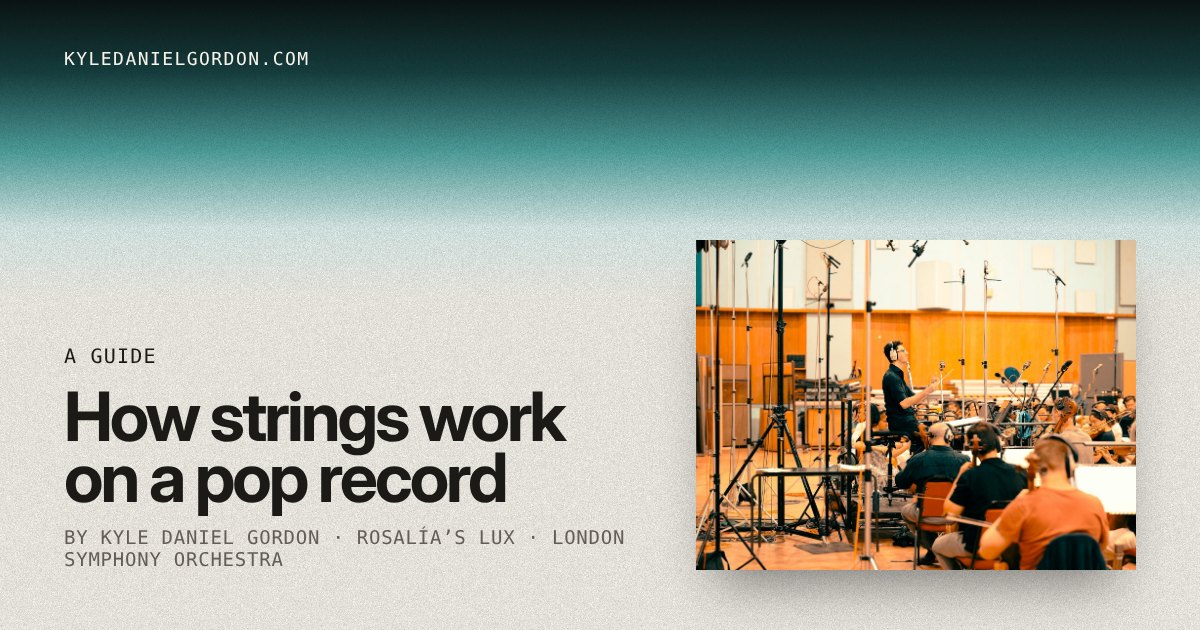 KYLEDANIELGORDON.COM
A GUIDE
How strings work
on a pop record
BY KYLE DANIEL GORDON · ROSALÍA’S LUX · LONDON
SYMPHONY ORCHESTRA